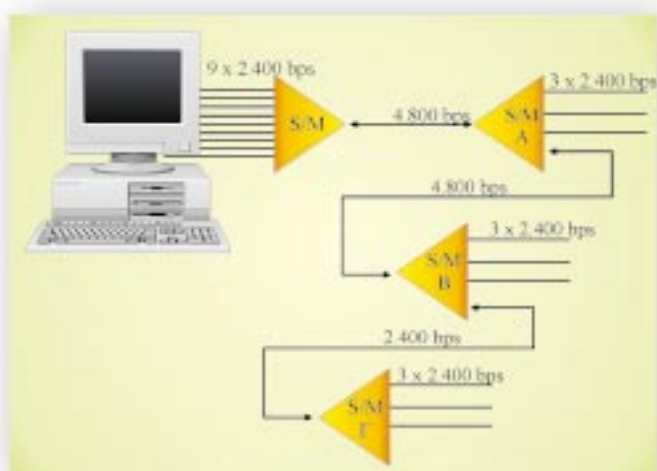 9 x 2.400 bps
S/M
4.800 bps
3 x 2.400 bps
S/M
A
4.800 bps
3 x 2.400 bps
S/M
B
2.400 bps
3 x 2.400 bps
S/M
Γ